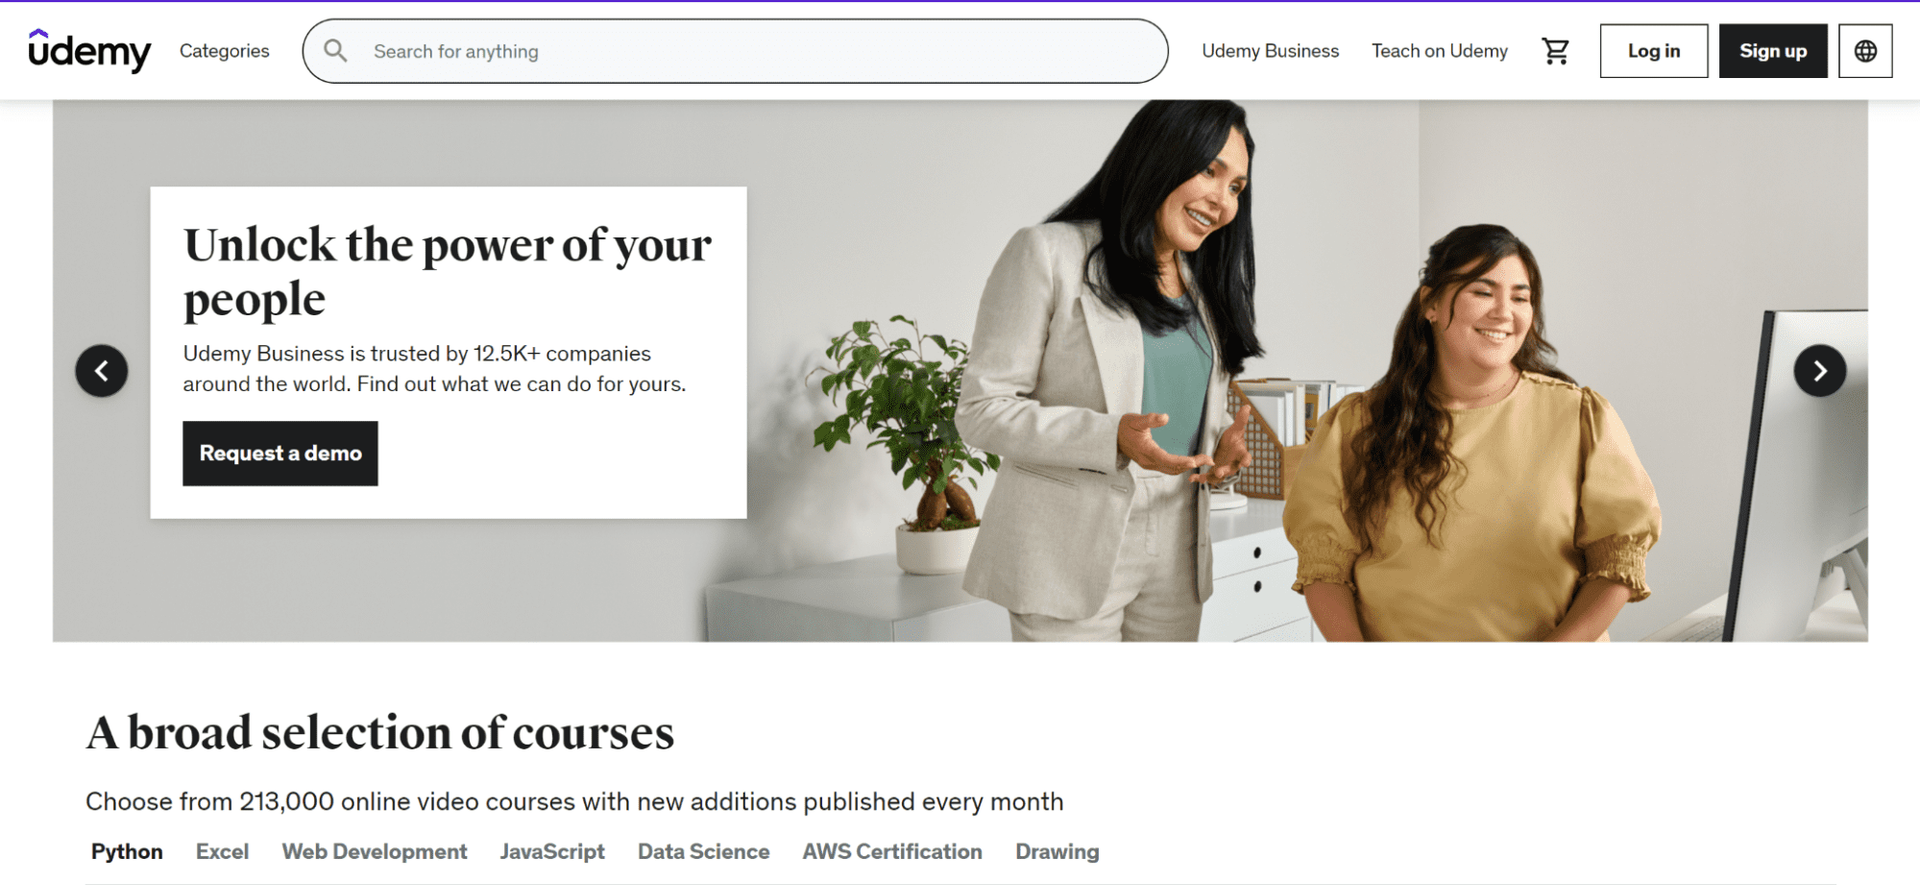 udemy
Categories
Search for anything
Udemy Business
Teach on Udemy
Log in
Sign up
Unlock the power of your
people
Udemy Business is trusted by 12.5K+ companies
around the world. Find out what we can do for yours.
Request a demo
A broad selection of courses
Choose from 213,000 online video courses with new additions published every month
Python
Excel
Web Development
JavaScript
Data Science
AWS Certification
Drawing